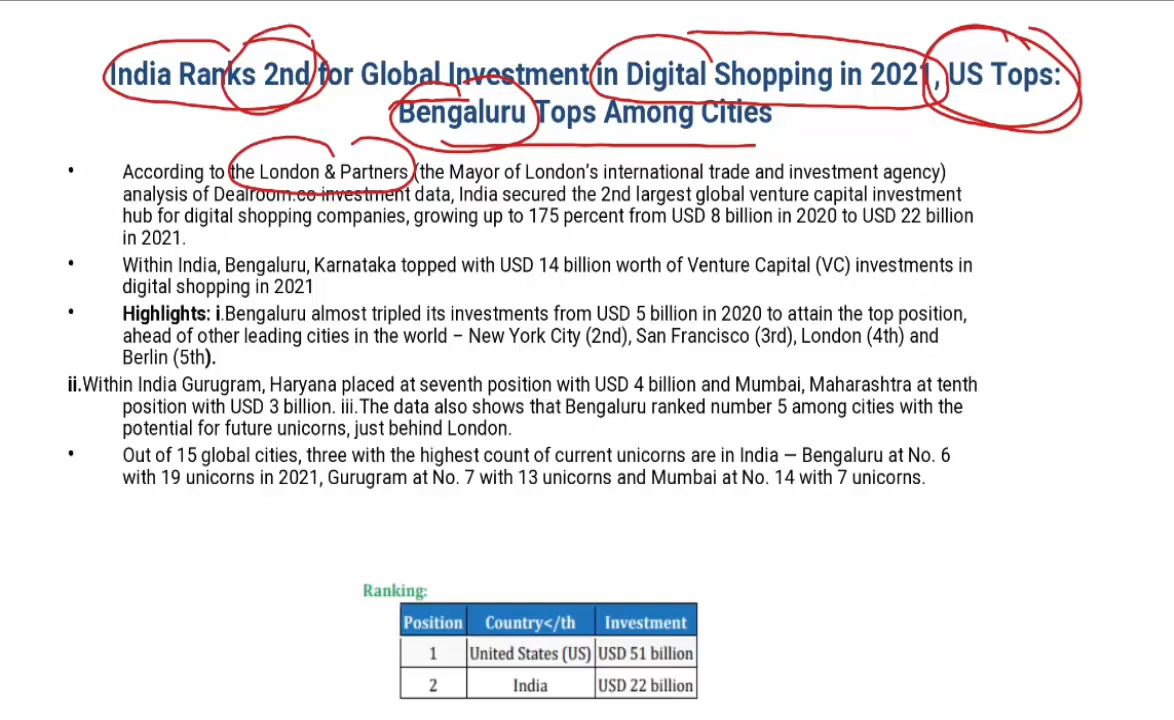 India Ranks 2nd for Global Investment in Digital Shopping in 2021, US Tops:
Bengaluru Tops Among Cities
• According to the London & Partners (the Mayor of London's international trade and investment agency)
analysis of Dealroom.co investment data, India secured the 2nd largest global venture capital investment
hub for digital shopping companies, growing up to 175 percent from USD 8 billion in 2020 to USD 22 billion
in 2021.
• Within India, Bengaluru, Karnataka topped with USD 14 billion worth of Venture Capital (VC) investments in
digital shopping in 2021
• Highlights: i.Bengaluru almost tripled its investments from USD 5 billion in 2020 to attain the top position,
ahead of other leading cities in the world – New York City (2nd), San Francisco (3rd), London (4th) and
Berlin (5th).
ii.Within India Gurugram, Haryana placed at seventh position with USD 4 billion and Mumbai, Maharashtra at tenth
position with USD 3 billion. iii.The data also shows that Bengaluru ranked number 5 among cities with the
potential for future unicorns, just behind London.
• Out of 15 global cities, three with the highest count of current unicorns are in India — Bengaluru at No. 6
with 19 unicorns in 2021, Gurugram at No. 7 with 13 unicorns and Mumbai at No. 14 with 7 unicorns.
Ranking:
Position Country</th Investment
1 United States (US) USD 51 billion
2 India USD 22 billion